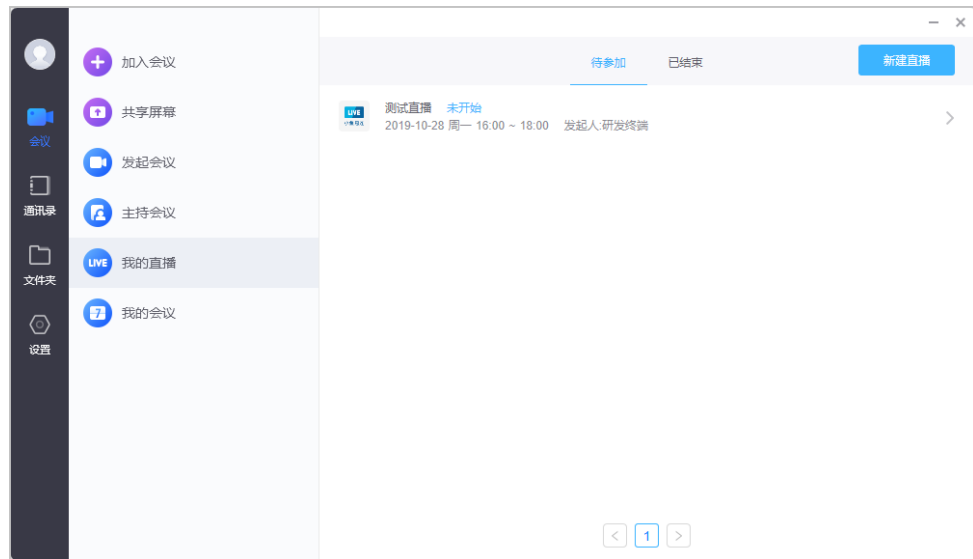 会议
通讯录
文件夹
设置
加入会议
共享屏幕
发起会议
主持会议
LIVE
我的直播
7
我的会议
待参加
已结束
新建直播
LIVE
测试直播 未开始
2019-10-28 周一 16:00 ~ 18:00 发起人:研发终端
< 1 >